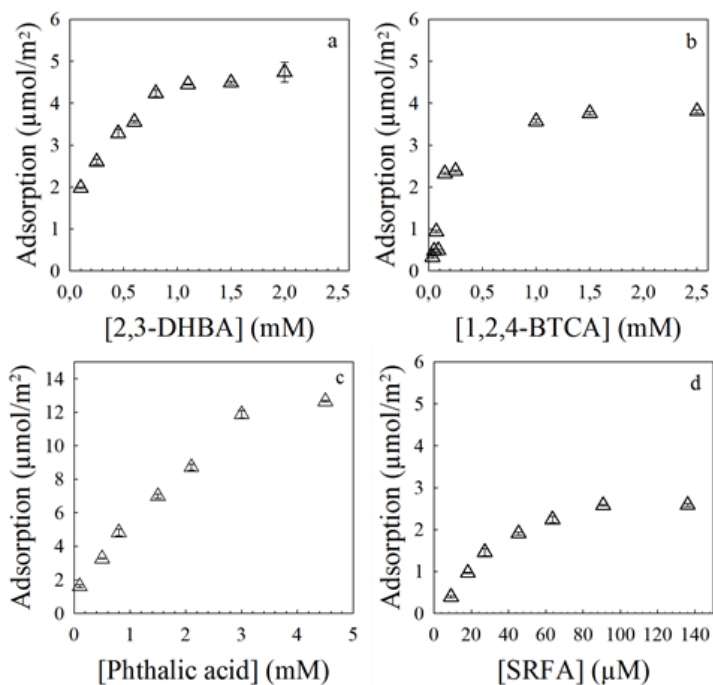 a
Adsorption (μmol/m²)
6
5
4
3
2
1
0
0,0 0,5 1,0 1,5 2,0 2,5
[2,3-DHBA] (mM)
b
Adsorption (μmol/m²)
6
5
4
3
2
1
0
0,0 0,5 1,0 1,5 2,0 2,5
[1,2,4-BTCA] (mM)
c
Adsorption (μmol/m²)
14
12
10
8
6
4
2
0
0 1 2 3 4 5
[Phthalic acid] (mM)
d
Adsorption (μmol/m²)
6
5
4
3
2
1
0
0 20 40 60 80 100 120 140
[SRFA] (μM)